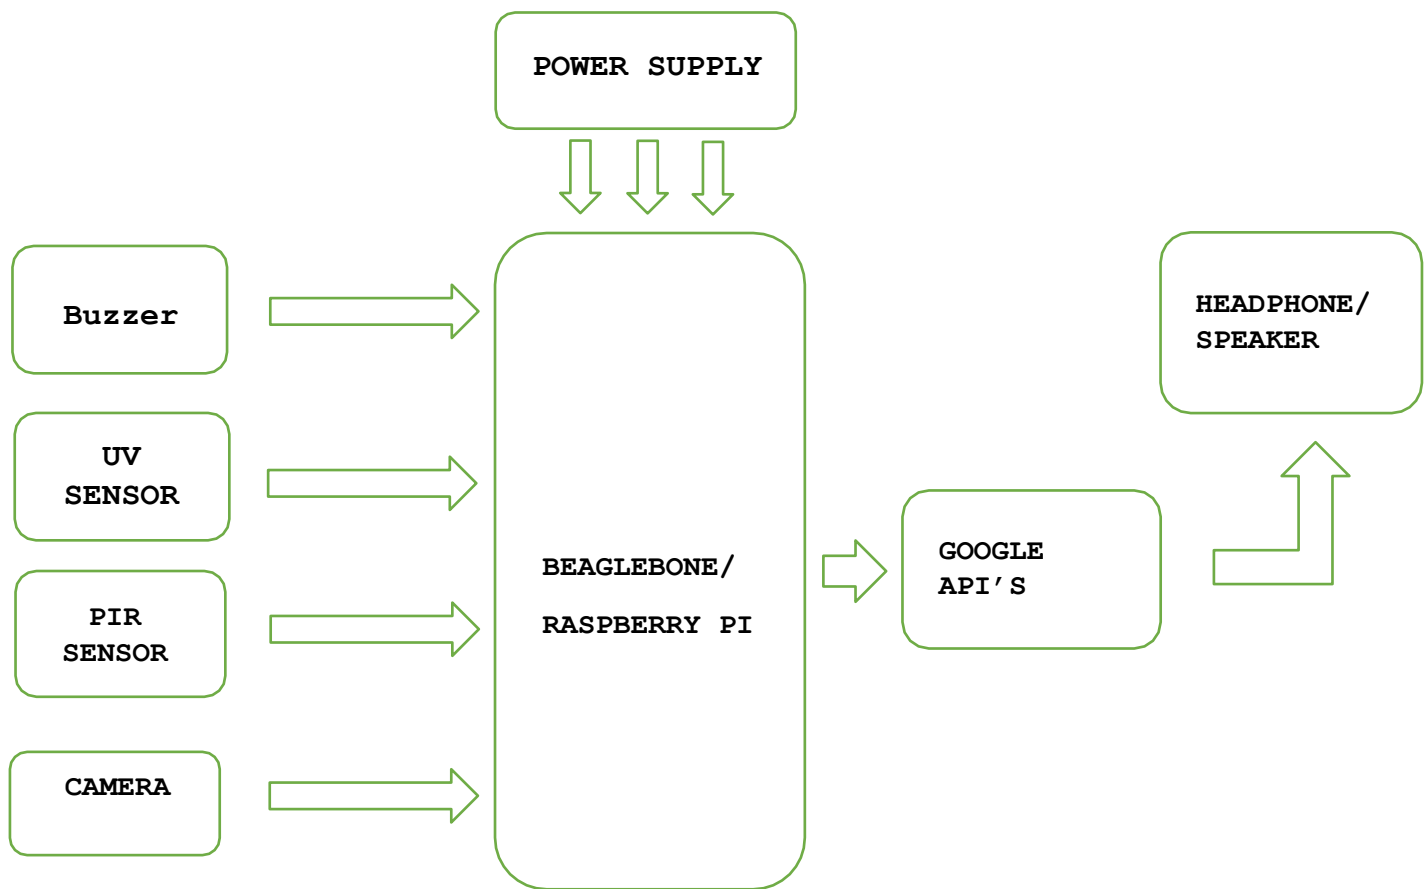 POWER SUPPLY
Buzzer
UV
SENSOR
PIR
SENSOR
CAMERA
BEAGLEBONE/
RASPBERRY PI
GOOGLE
API’S
HEADPHONE/
SPEAKER